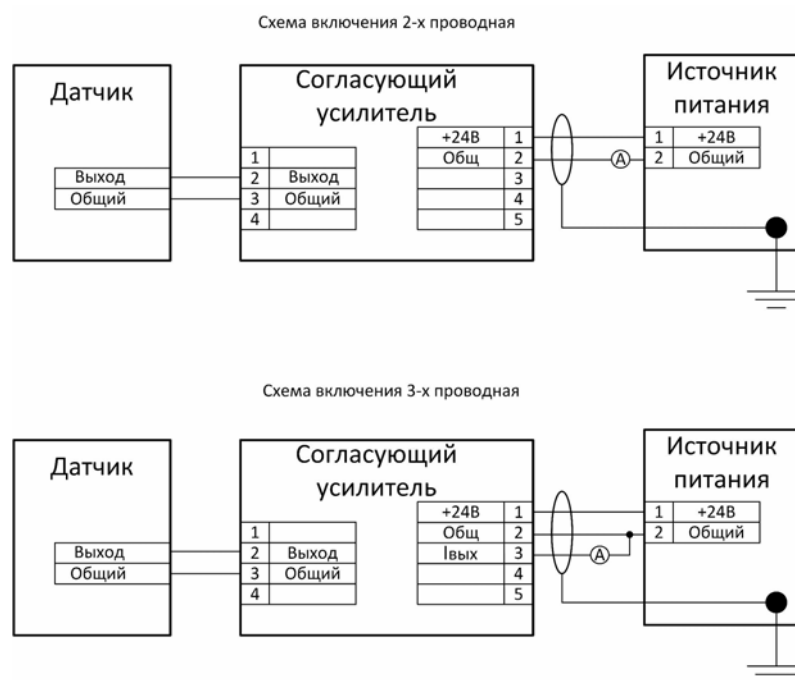 Схема включения 2-х проводная
Датчик
Выход
Общий
Согласующий
усилитель
1
2 Выход
3 Общий
4
+24В 1
Общ 2
3
4
5
A
Источник
питания
1 +24В
2 Общий
Схема включения 3-х проводная
Датчик
Выход
Общий
Согласующий
усилитель
1
2 Выход
3 Общий
4
+24В 1
Общ 2
Iвых 3
4
5
A
Источник
питания
1 +24В
2 Общий